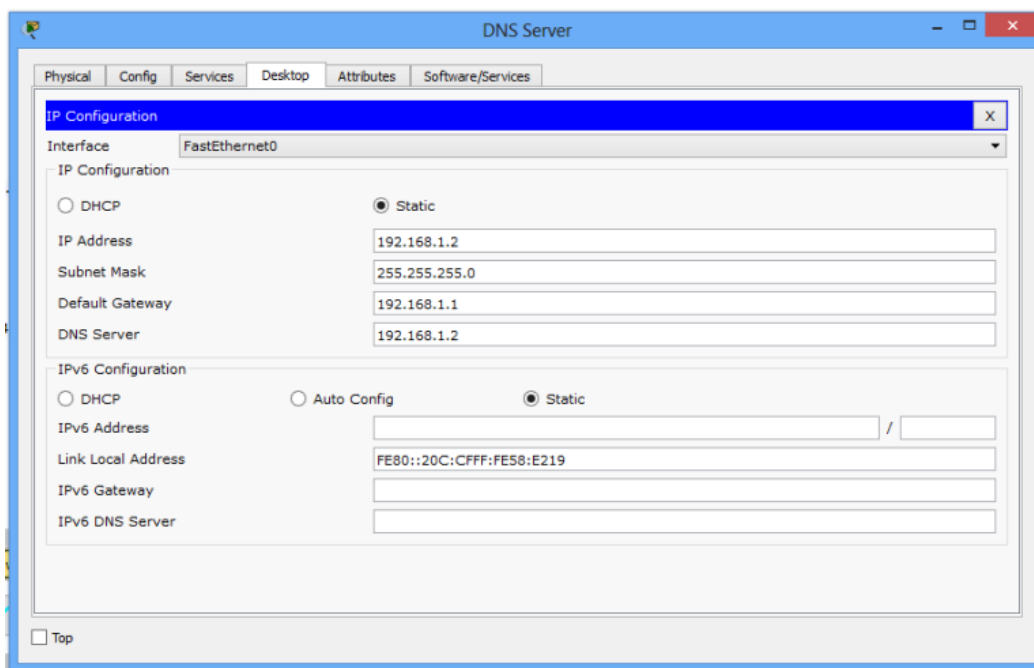 DNS Server
Physical Config Services Desktop Attributes Software/Services
IP Configuration X
Interface FastEthernet0
IP Configuration
DHCP Static
IP Address 192.168.1.2
Subnet Mask 255.255.255.0
Default Gateway 192.168.1.1
DNS Server 192.168.1.2
IPv6 Configuration
DHCP Auto Config Static
IPv6 Address /
Link Local Address FE80::20C:CFFF:FE58:E219
IPv6 Gateway
IPv6 DNS Server
Top